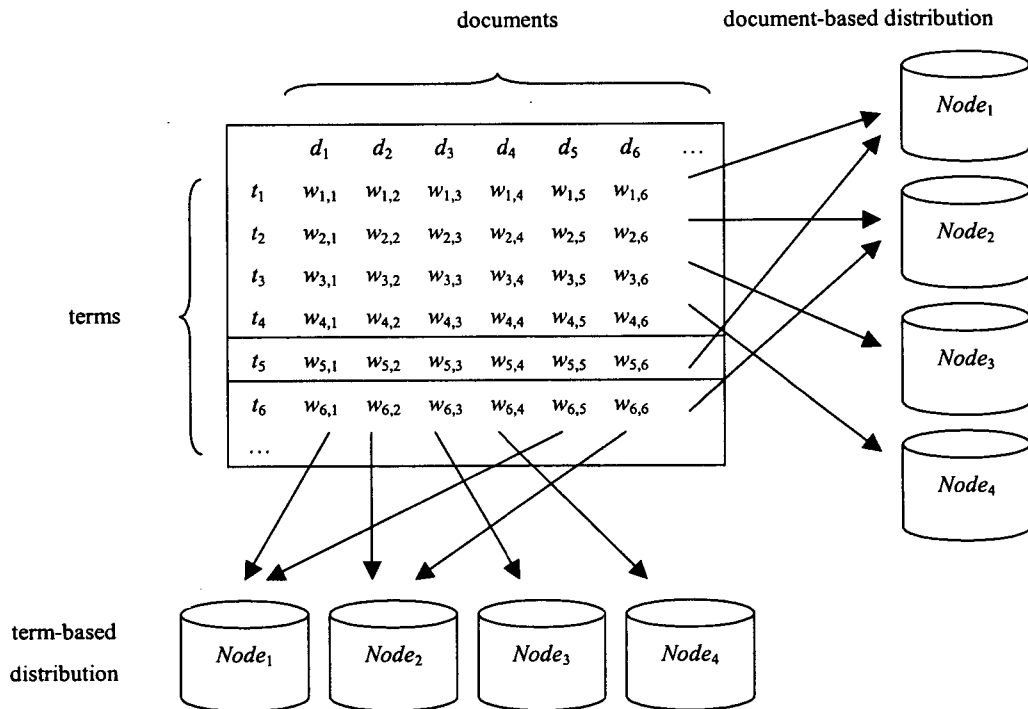 documents
document-based distribution
d1 d2 d3 d4 d5 d6 ...
t1 w1,1 w1,2 w1,3 w1,4 w1,5 w1,6
t2 w2,1 w2,2 w2,3 w2,4 w2,5 w2,6
t3 w3,1 w3,2 w3,3 w3,4 w3,5 w3,6
t4 w4,1 w4,2 w4,3 w4,4 w4,5 w4,6
t5 w5,1 w5,2 w5,3 w5,4 w5,5 w5,6
t6 w6,1 w6,2 w6,3 w6,4 w6,5 w6,6
...
terms
Node1
Node2
Node3
Node4
term-based
distribution
Node1 Node2 Node3 Node4